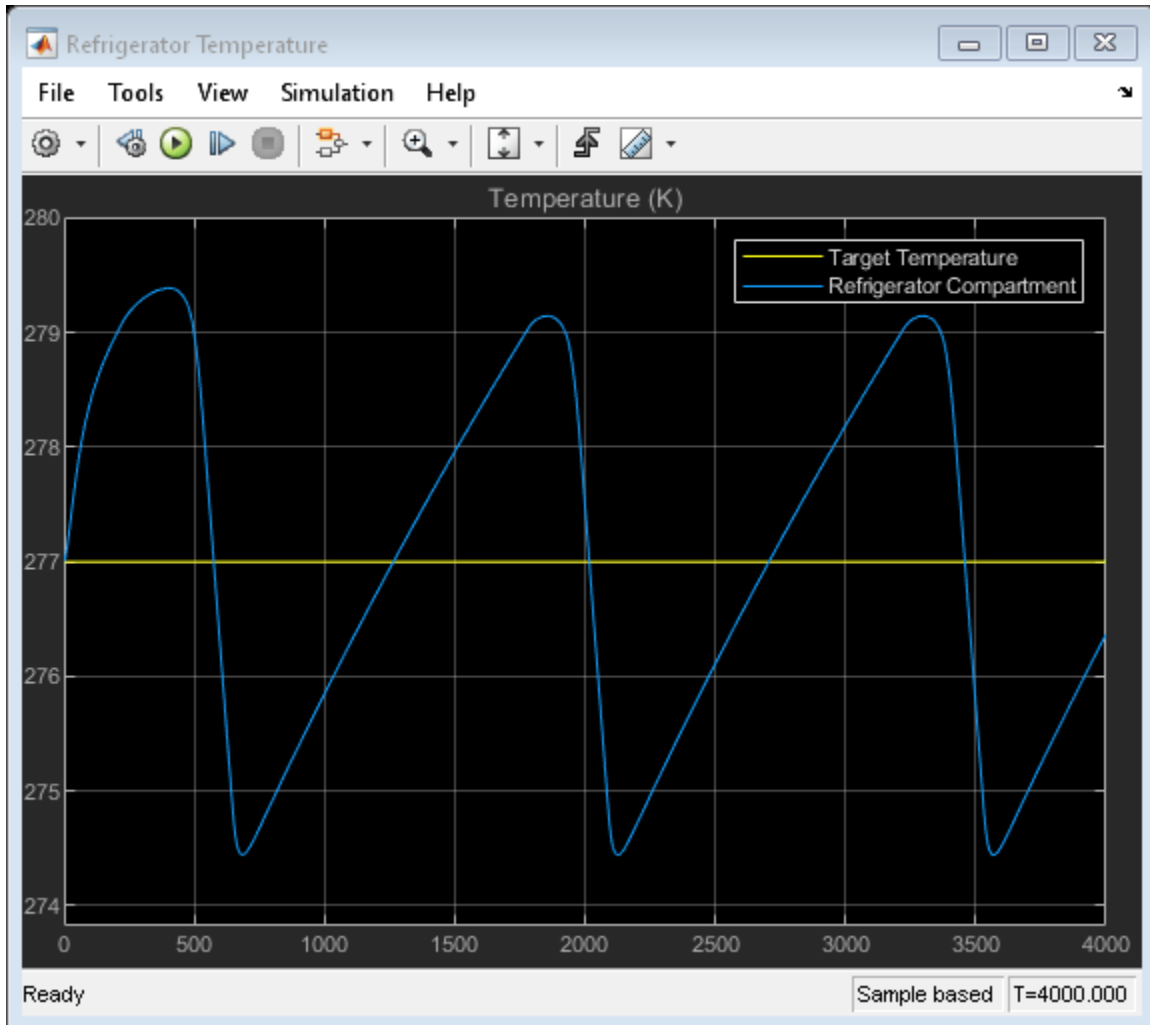 Refrigerator Temperature
File Tools View Simulation Help
Temperature (K)
280
279
278
277
276
275
274
Target Temperature
Refrigerator Compartment
0 500 1000 1500 2000 2500 3000 3500 4000
Ready Sample based T=4000.000